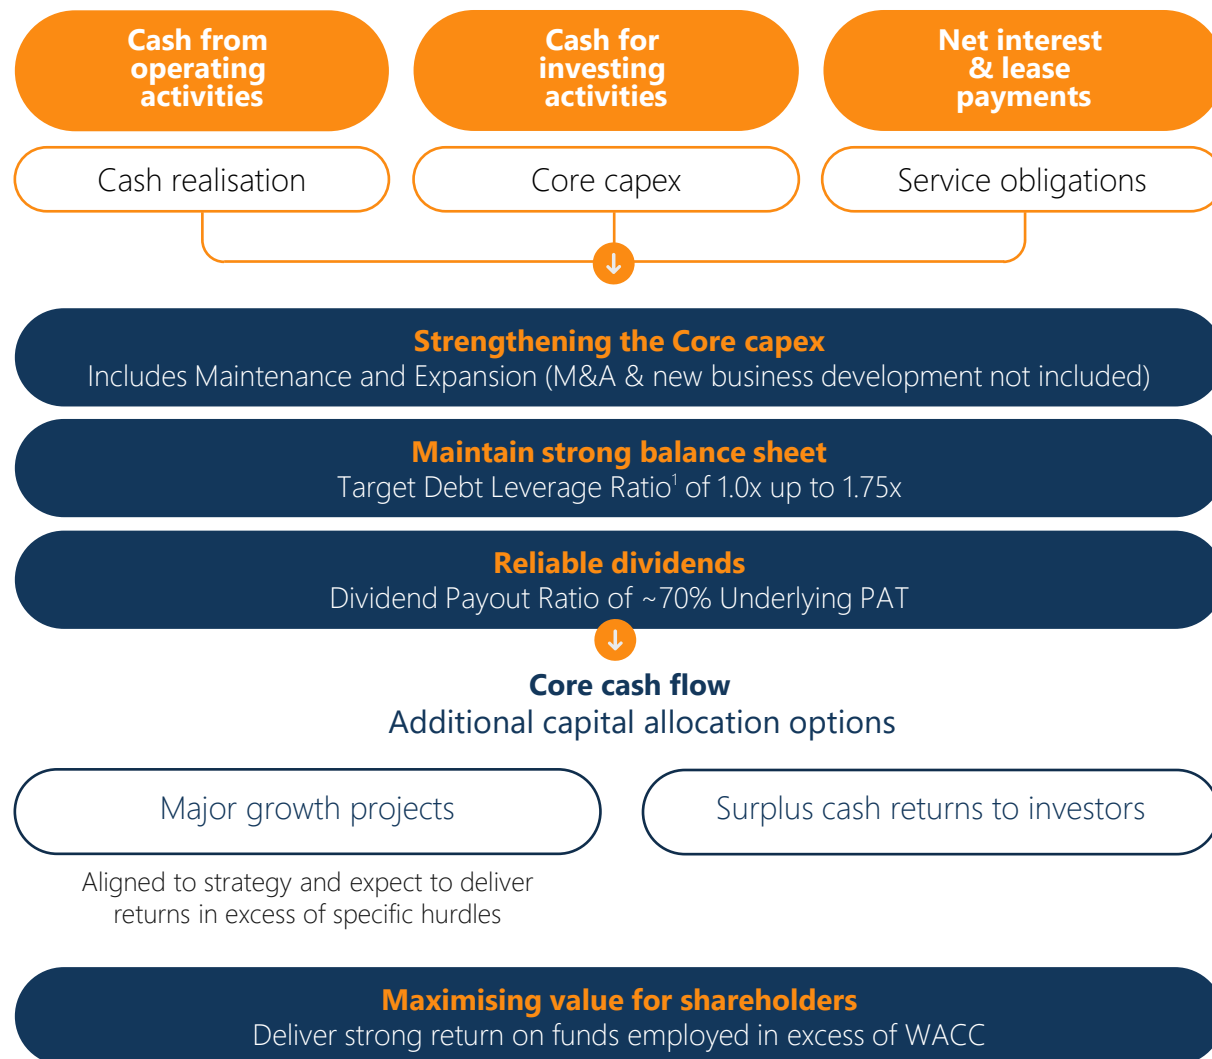 Cash from
operating
activities
Cash for
investing
activities
Net interest
& lease
payments
Cash realisation
Core capex
Service obligations
Strengthening the Core capex
Includes Maintenance and Expansion (M&A & new business development not included)
Maintain strong balance sheet
Target Debt Leverage Ratio¹ of 1.0x up to 1.75x
Reliable dividends
Dividend Payout Ratio of ~70% Underlying PAT
Core cash flow
Additional capital allocation options
Major growth projects
Surplus cash returns to investors
Aligned to strategy and expect to deliver
returns in excess of specific hurdles
Maximising value for shareholders
Deliver strong return on funds employed in excess of WACC